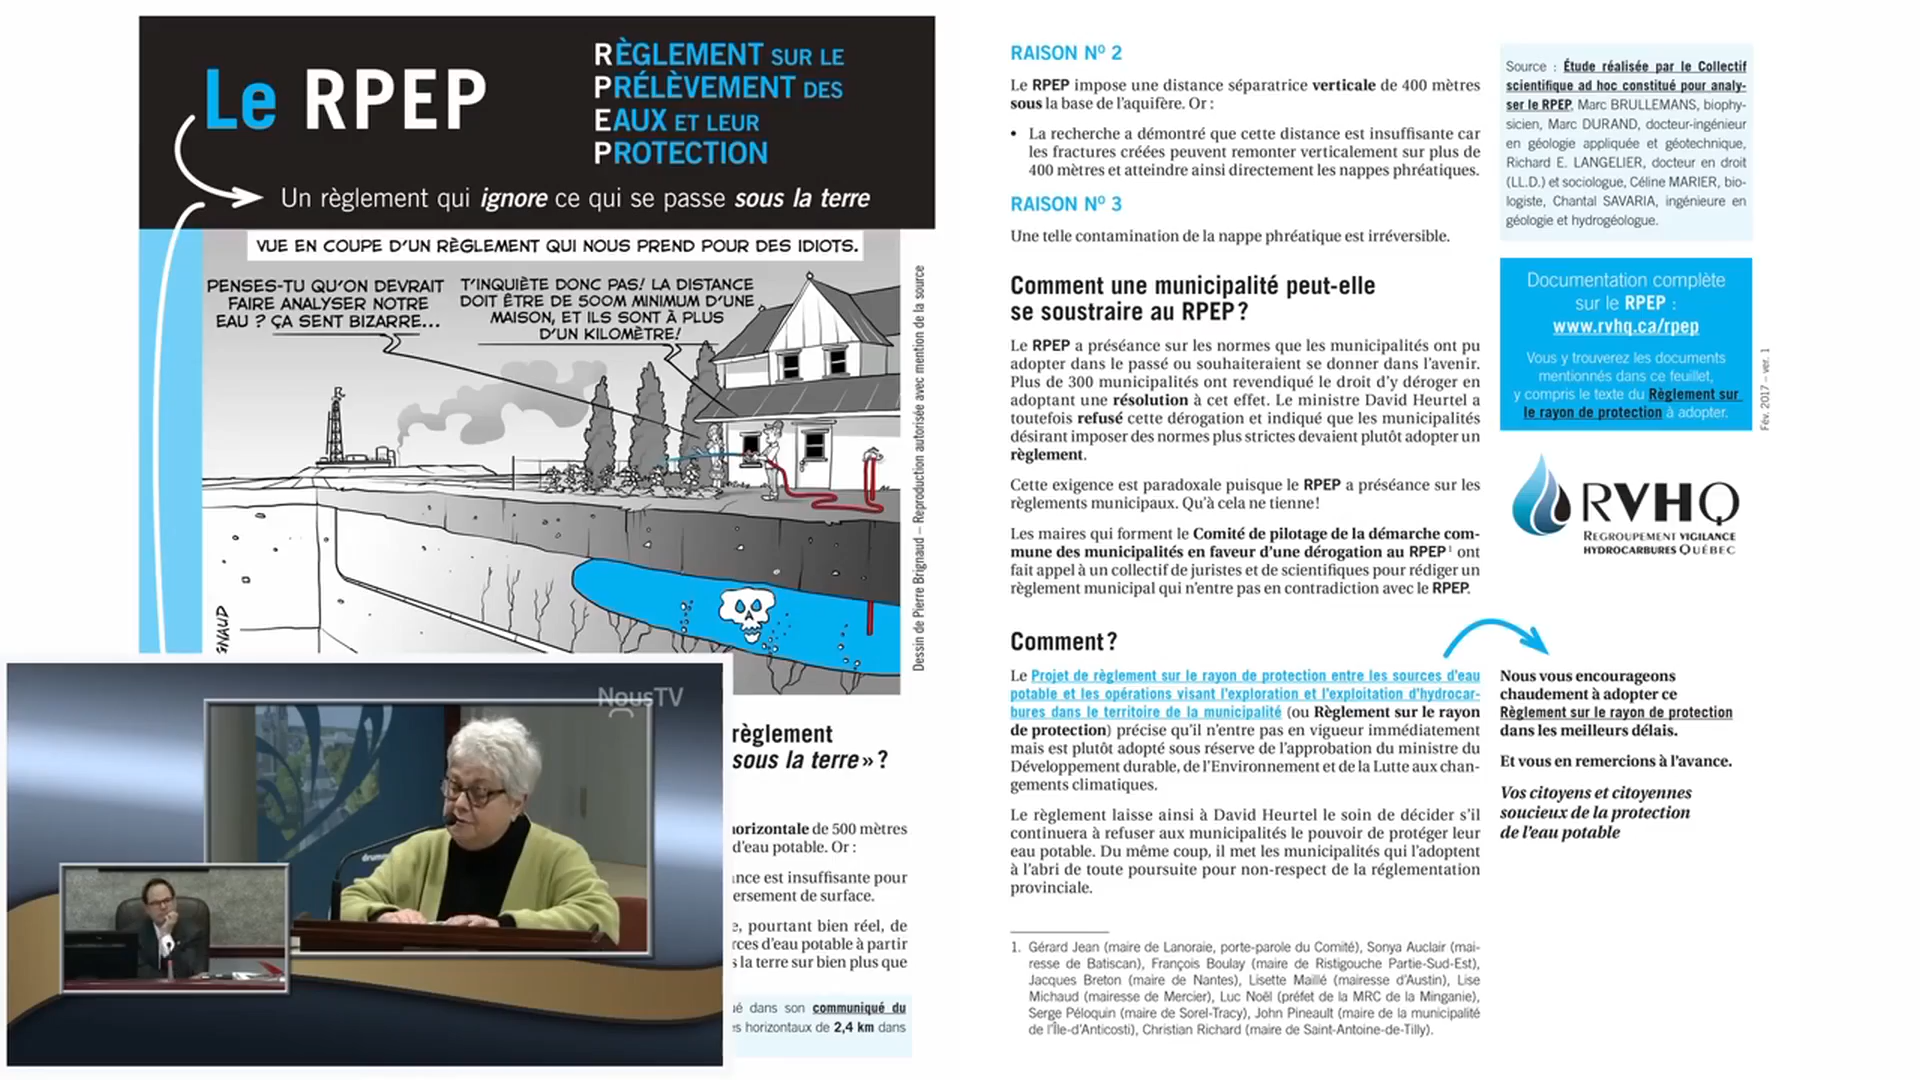 Le RPEP
RÈGLEMENT SUR LE
PRÉLÈVEMENT DES
EAUX ET LEUR
PROTECTION
Un règlement qui ignore ce qui se passe sous la terre
VUE EN COUPE D'UN RÈGLEMENT QUI NOUS PREND POUR DES IDIOTS.
PENSES-TU QU'ON DEVRAIT
FAIRE ANALYSER NOTRE
EAU ? ÇA SENT BIZARRE...
T'INQUIÈTE DONC PAS! LA DISTANCE
DOIT ÊTRE DE 500M MINIMUM D'UNE
MAISON, ET ILS SONT À PLUS
D'UN KILOMÈTRE!
Dessin de Pierre Brignaud – Reproduction autorisée avec mention de la source
NousTV
règlement
sous la terre» ?
horizontale de 500 mètres
d'eau potable. Or :
nce est insuffisante pour
ersement de surface.
e, pourtant bien réel, de
rces d'eau potable à partir
s la terre sur bien plus que
ué dans son communiqué du
es horizontaux de 2,4 km dans
RAISON Nº 2
Le RPEP impose une distance séparatrice verticale de 400 mètres
sous la base de l'aquifère. Or :
• La recherche a démontré que cette distance est insuffisante car
les fractures créées peuvent remonter verticalement sur plus de
400 mètres et atteindre ainsi directement les nappes phréatiques.
RAISON Nº 3
Une telle contamination de la nappe phréatique est irréversible.
Comment une municipalité peut-elle
se soustraire au RPEP ?
Le RPEP a préséance sur les normes que les municipalités ont pu
adopter dans le passé ou souhaiteraient se donner dans l'avenir.
Plus de 300 municipalités ont revendiqué le droit d'y déroger en
adoptant une résolution à cet effet. Le ministre David Heurtel a
toutefois refusé cette dérogation et indiqué que les municipalités
désirant imposer des normes plus strictes devaient plutôt adopter un
règlement.
Cette exigence est paradoxale puisque le RPEP a préséance sur les
règlements municipaux. Qu'à cela ne tienne!
Les maires qui forment le Comité de pilotage de la démarche com-
mune des municipalités en faveur d'une dérogation au RPEP¹ ont
fait appel à un collectif de juristes et de scientifiques pour rédiger un
règlement municipal qui n'entre pas en contradiction avec le RPEP.
Comment ?
Le Projet de règlement sur le rayon de protection entre les sources d'eau
potable et les opérations visant l'exploration et l'exploitation d'hydrocar-
bures dans le territoire de la municipalité (ou Règlement sur le rayon
de protection) précise qu'il n'entre pas en vigueur immédiatement
mais est plutôt adopté sous réserve de l'approbation du ministre du
Développement durable, de l'Environnement et de la Lutte aux chan-
gements climatiques.
Le règlement laisse ainsi à David Heurtel le soin de décider s'il
continuera à refuser aux municipalités le pouvoir de protéger leur
eau potable. Du même coup, il met les municipalités qui l'adoptent
à l'abri de toute poursuite pour non-respect de la réglementation
provinciale.
1. Gérard Jean (maire de Lanoraie, porte-parole du Comité), Sonya Auclair (mai-
resse de Batiscan), François Boulay (maire de Ristigouche Partie-Sud-Est),
Jacques Breton (maire de Nantes), Lisette Maillé (mairesse d'Austin), Lise
Michaud (mairesse de Mercier), Luc Noël (préfet de la MRC de la Minganie),
Serge Péloquin (maire de Sorel-Tracy), John Pineault (maire de la municipalité
de l'Île-d'Anticosti), Christian Richard (maire de Saint-Antoine-de-Tilly).
Source : Étude réalisée par le Collectif
scientifique ad hoc constitué pour analy-
ser le RPEP, Marc BRULLEMANS, biophy-
sicien, Marc DURAND, docteur-ingénieur
en géologie appliquée et géotechnique,
Richard E. LANGELIER, docteur en droit
(LL.D.) et sociologue, Céline MARIER, bio-
logiste, Chantal SAVARIA, ingénieure en
géologie et hydrogéologue.
Documentation complète
sur le RPEP :
www.rvhq.ca/rpep
Vous y trouverez les documents
mentionnés dans ce feuillet,
y compris le texte du Règlement sur
le rayon de protection à adopter.
Fév. 2017 – ver. 1
RVHQ
REGROUPEMENT VIGILANCE
HYDROCARBURES QUÉBEC
Nous vous encourageons
chaudement à adopter ce
Règlement sur le rayon de protection
dans les meilleurs délais.
Et vous en remercions à l'avance.
Vos citoyens et citoyennes
soucieux de la protection
de l'eau potable